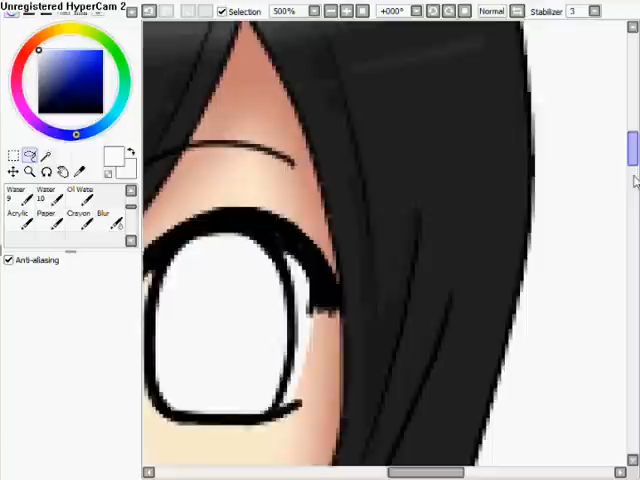 Unregistered HyperCam 2
Selection 500% +000° Normal Stabilizer 3
Water Water Oil Wate
9 10
Acrylic Paper Crayon Blur
Anti-aliasing